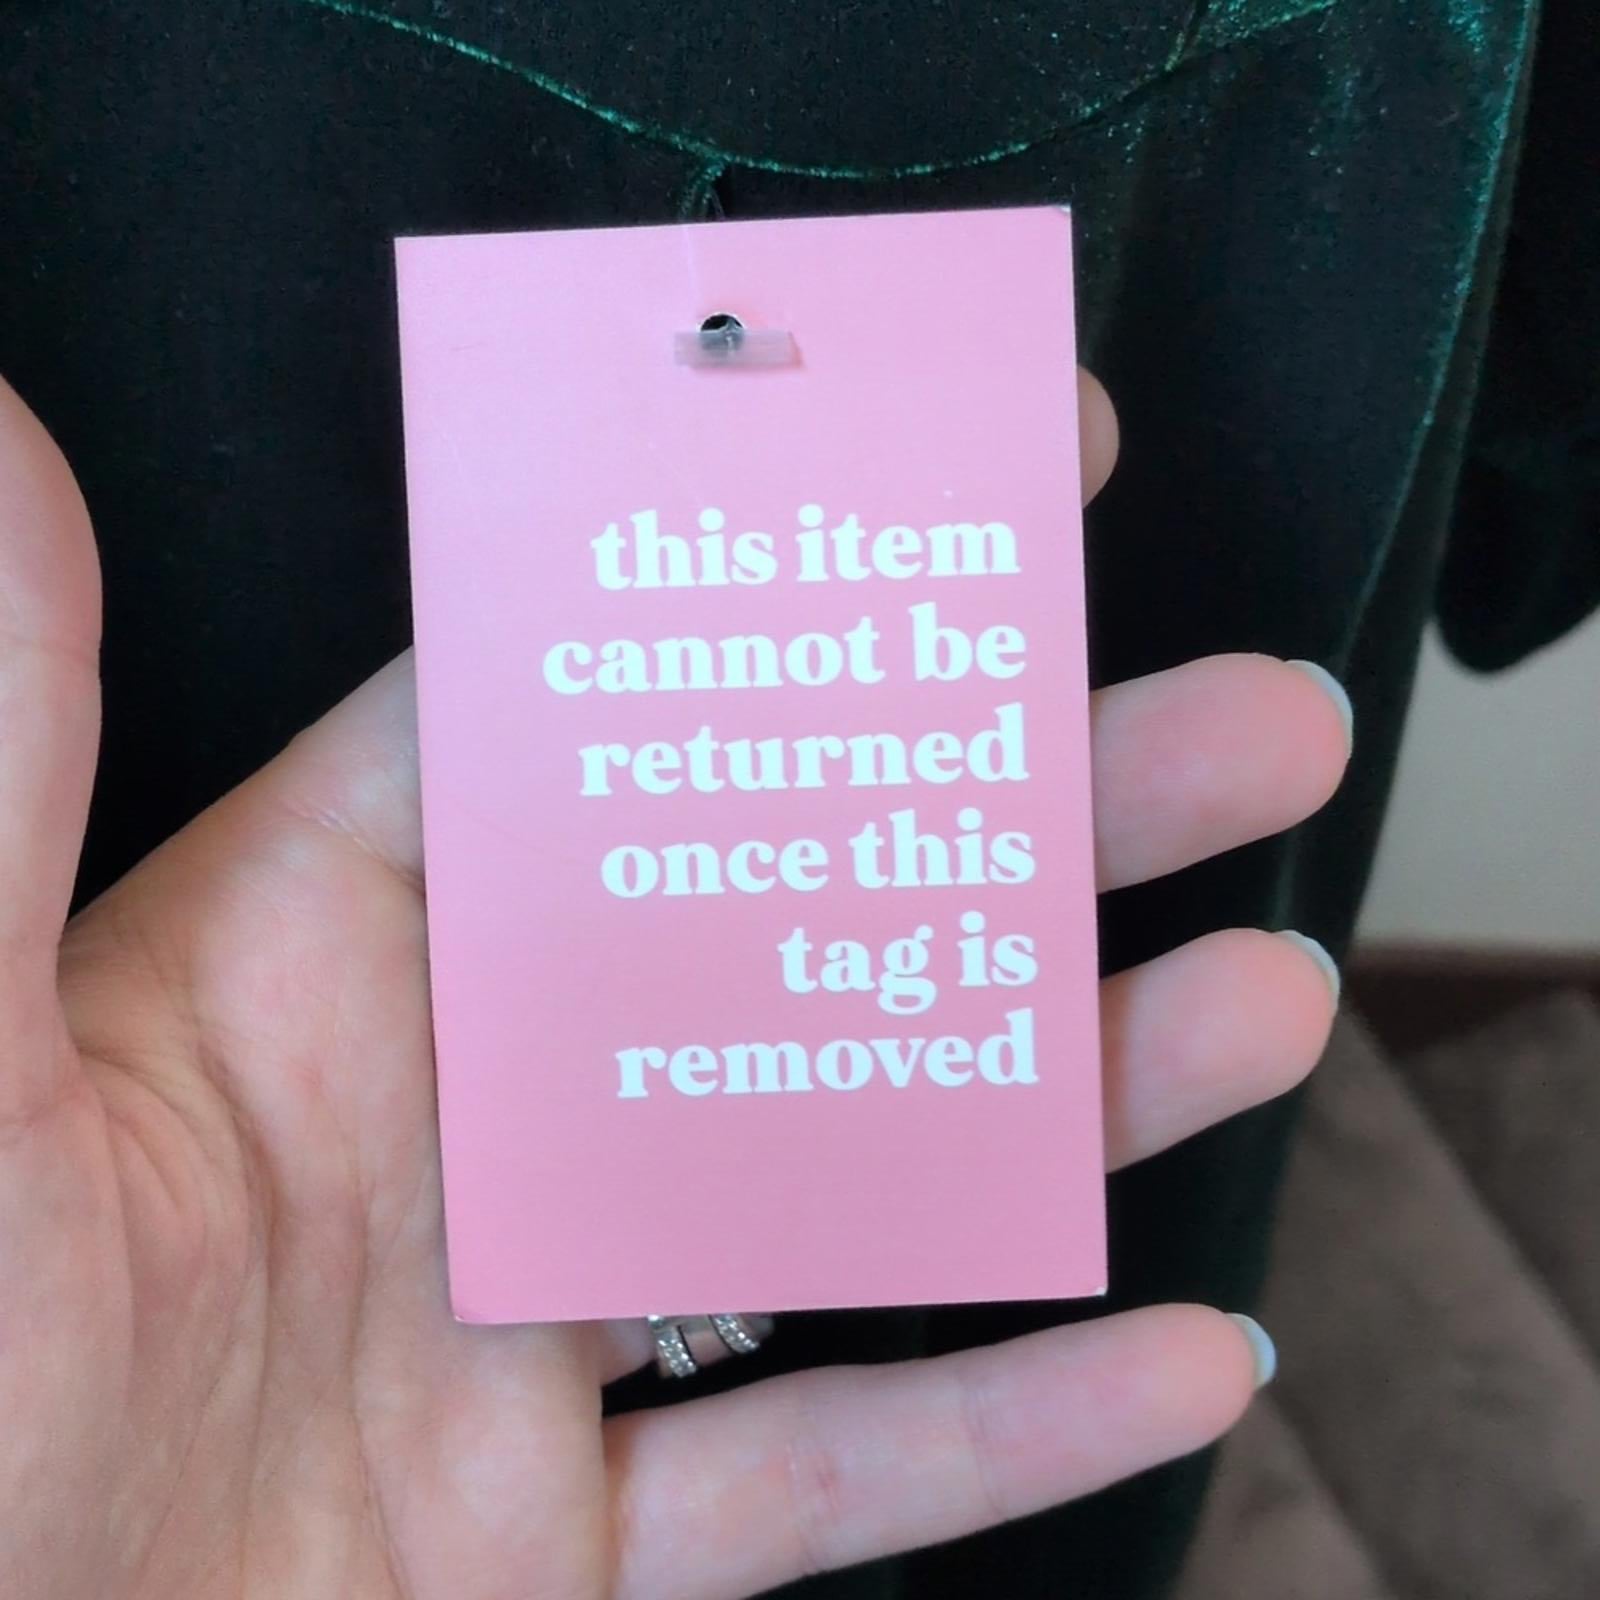 this item
cannot be
returned
once this
tag is
removed